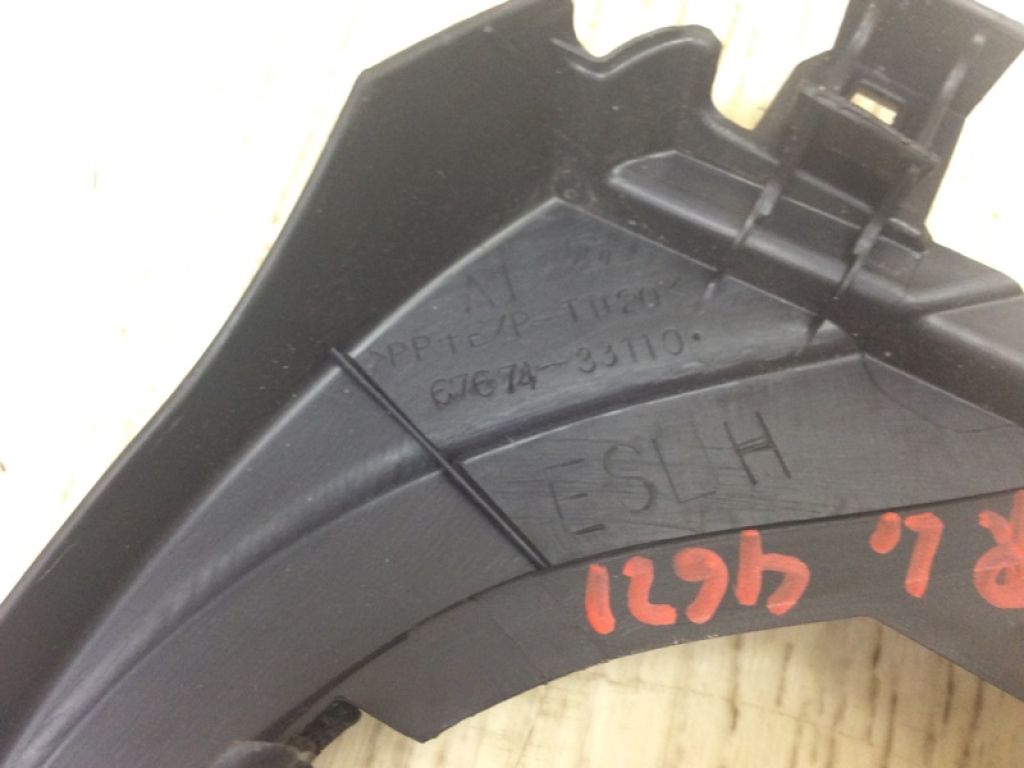 A1
>PP+E/P-TD20<
67674-33110.
ESLH
RL. 4621